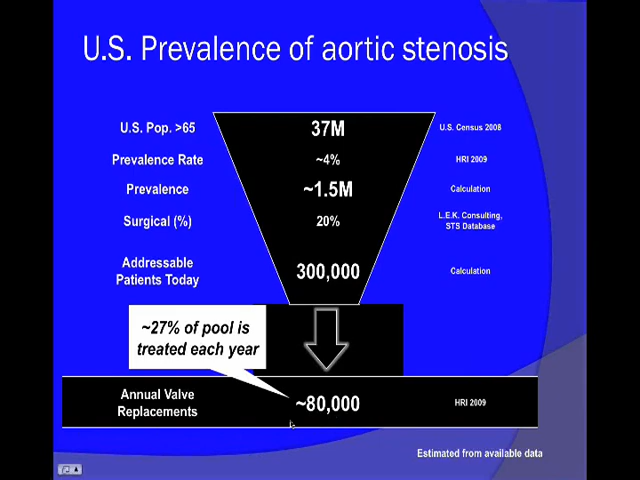 U.S. Prevalence of aortic stenosis
U.S. Pop. >65
37M
U.S. Census 2008
Prevalence Rate
~4%
HRI 2009
Prevalence
~1.5M
Calculation
Surgical (%)
20%
L.E.K. Consulting,
STS Database
Addressable
Patients Today
300,000
Calculation
~27% of pool is
treated each year
Annual Valve
Replacements
~80,000
HRI 2009
Estimated from available data